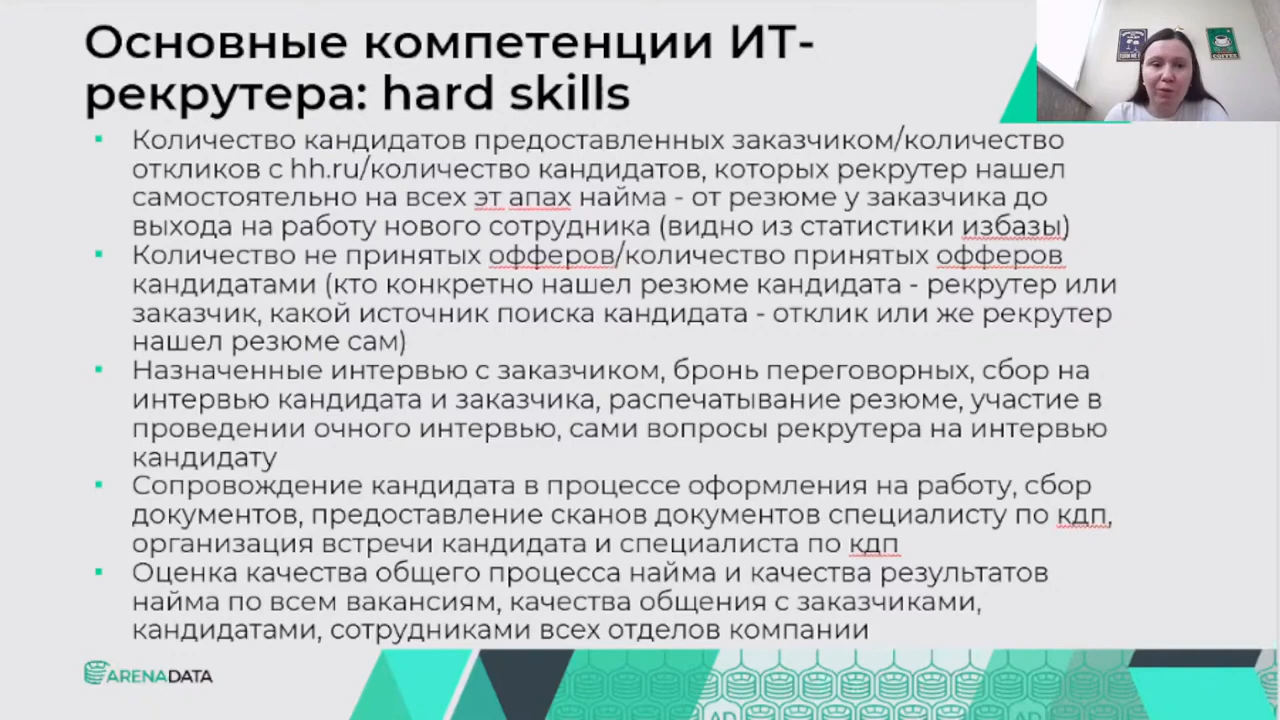 Основные компетенции ИТ-
рекрутера: hard skills
Количество кандидатов предоставленных заказчиком/количество
откликов с hh.ru/количество кандидатов, которых рекрутер нашел
самостоятельно на всех эт апах найма - от резюме у заказчика до
выхода на работу нового сотрудника (видно из статистики избазы)
Количество не принятых офферов/количество принятых офферов
кандидатами (кто конкретно нашел резюме кандидата - рекрутер или
заказчик, какой источник поиска кандидата - отклик или же рекрутер
нашел резюме сам)
Назначенные интервью с заказчиком, бронь переговорных, сбор на
интервью кандидата и заказчика, распечатывание резюме, участие в
проведении очного интервью, сами вопросы рекрутера на интервью
кандидату
Сопровождение кандидата в процессе оформления на работу, сбор
документов, предоставление сканов документов специалисту по кдп,
организация встречи кандидата и специалиста по кдп
Оценка качества общего процесса найма и качества результатов
найма по всем вакансиям, качества общения с заказчиками,
кандидатами, сотрудниками всех отделов компании
ARENADATA